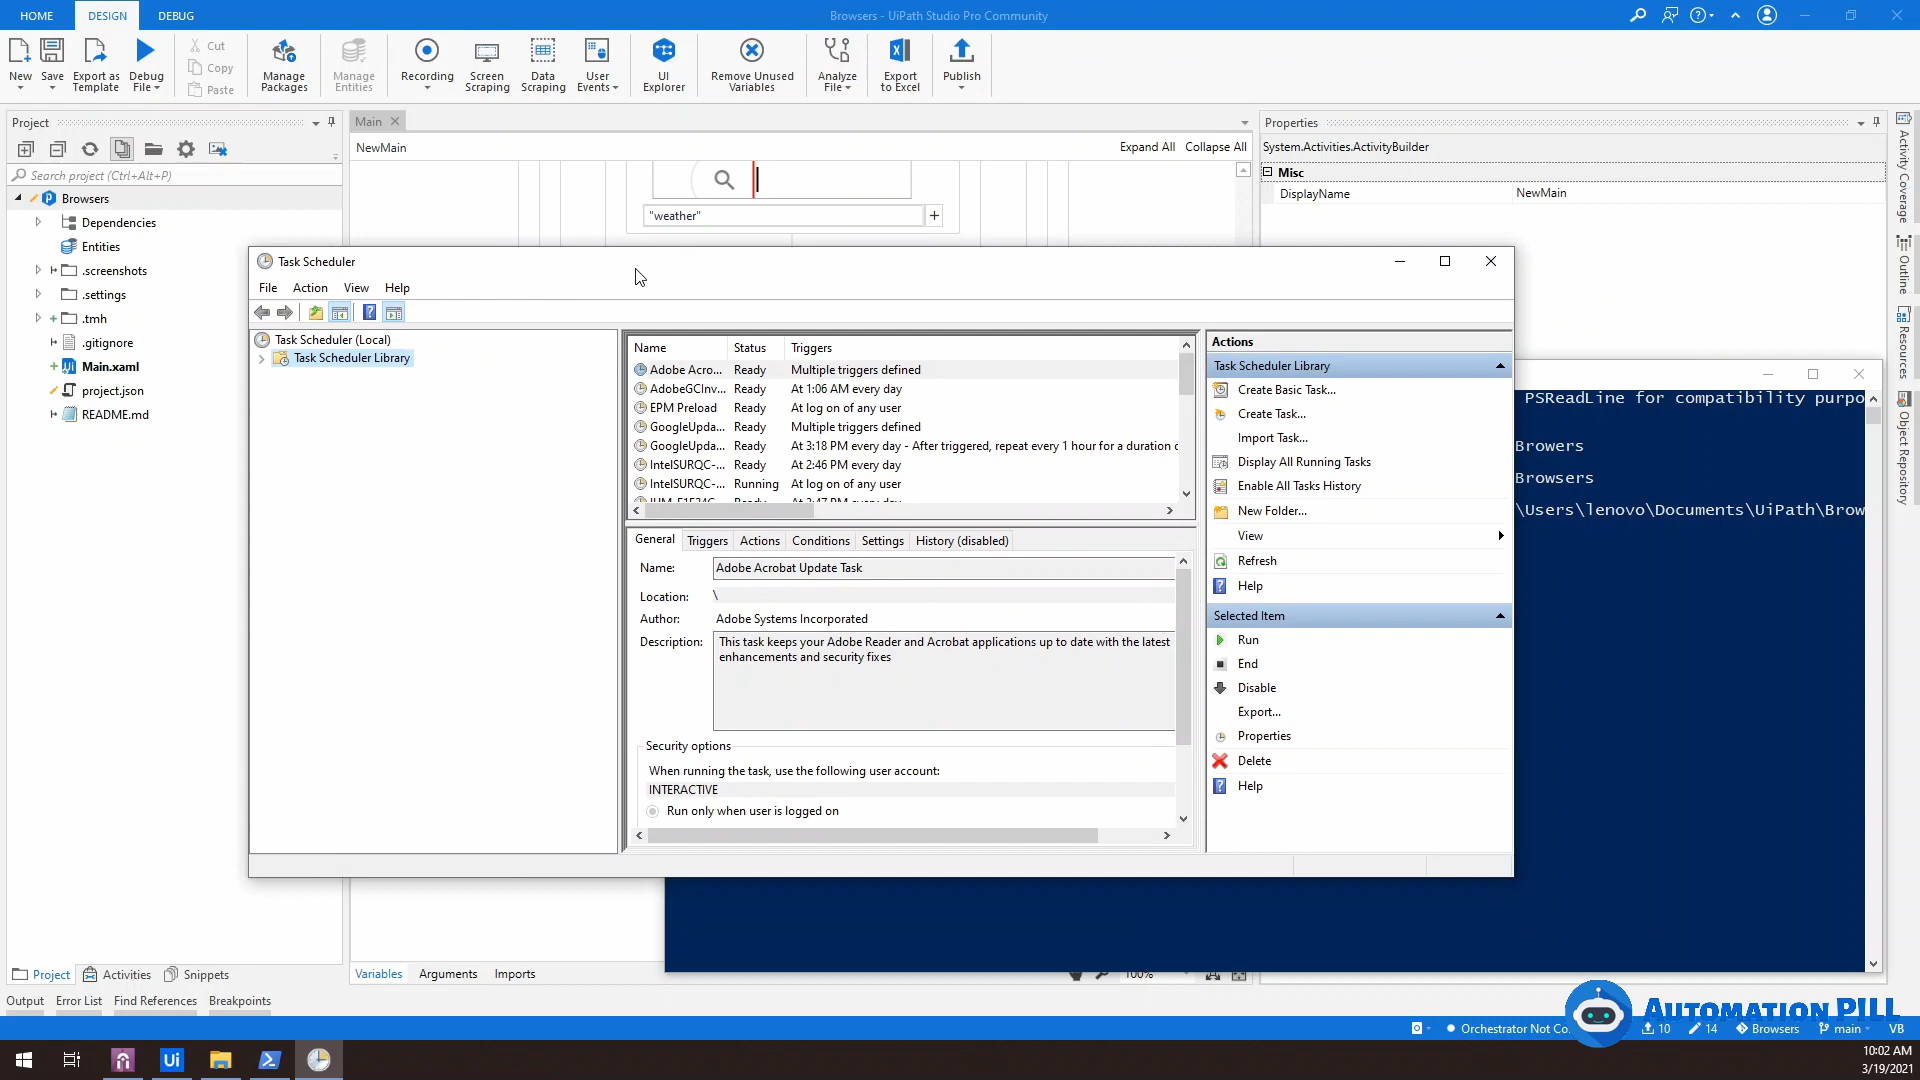 HOME DESIGN DEBUG Browsers - UiPath Studio Pro Community
New Save Export as Template Debug File Cut Copy Paste Manage Packages Manage Entities Recording Screen Scraping Data Scraping User Events UI Explorer Remove Unused Variables Analyze File Export to Excel Publish
Project
Search project (Ctrl+Alt+P)
Browsers
Dependencies
Entities
.screenshots
.settings
.tmh
.gitignore
Main.xaml
project.json
README.md
Main
NewMain Expand All Collapse All
"weather"
Properties
System.Activities.ActivityBuilder
Misc
DisplayName NewMain
Activity Coverage
Outline
Resources
Object Repository
Task Scheduler
File Action View Help
Task Scheduler (Local)
Task Scheduler Library
Name Status Triggers
Adobe Acro... Ready Multiple triggers defined
AdobeGCInv... Ready At 1:06 AM every day
EPM Preload Ready At log on of any user
GoogleUpda... Ready Multiple triggers defined
GoogleUpda... Ready At 3:18 PM every day - After triggered, repeat every 1 hour for a duration o
IntelSURQC-... Ready At 2:46 PM every day
IntelSURQC-... Running At log on of any user
General Triggers Actions Conditions Settings History (disabled)
Name: Adobe Acrobat Update Task
Location: \
Author: Adobe Systems Incorporated
Description: This task keeps your Adobe Reader and Acrobat applications up to date with the latest
enhancements and security fixes
Security options
When running the task, use the following user account:
INTERACTIVE
Run only when user is logged on
Actions
Task Scheduler Library
Create Basic Task...
Create Task...
Import Task...
Display All Running Tasks
Enable All Tasks History
New Folder...
View
Refresh
Help
Selected Item
Run
End
Disable
Export...
Properties
Delete
Help
PSReadLine for compatibility purpo
Browers
Browsers
\Users\lenovo\Documents\UiPath\Brow
Project Activities Snippets
Variables Arguments Imports 100%
Output Error List Find References Breakpoints
AUTOMATION PILL
Orchestrator Not Co 10 14 Browsers main VB
Ui
10:02 AM
3/19/2021